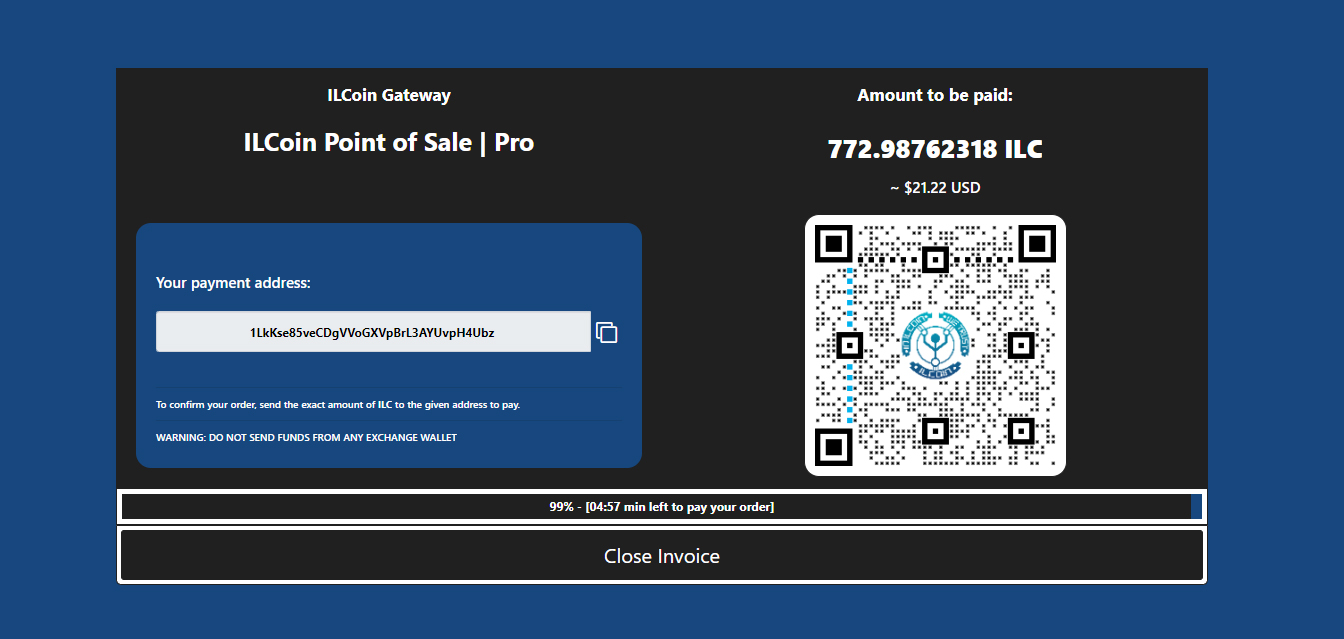 ILCoin Gateway
ILCoin Point of Sale | Pro
Your payment address:
1LkKse85veCDgVVoGXVpBrL3AYUvpH4Ubz
To confirm your order, send the exact amount of ILC to the given address to pay.
WARNING: DO NOT SEND FUNDS FROM ANY EXCHANGE WALLET
Amount to be paid:
772.98762318 ILC
~ $21.22 USD
ILCOIN
99% - [04:57 min left to pay your order]
Close Invoice